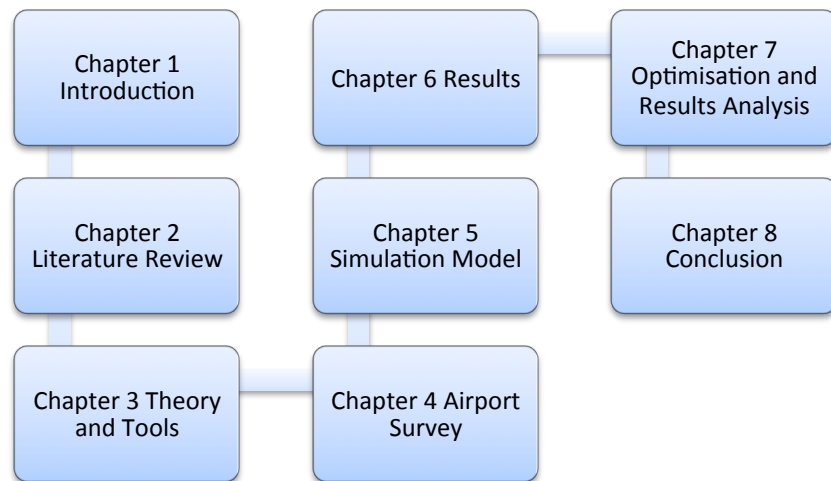 Chapter 1
Introduction
Chapter 2
Literature Review
Chapter 3 Theory
and Tools
Chapter 4 Airport
Survey
Chapter 5
Simulation Model
Chapter 6 Results
Chapter 7
Optimisation and
Results Analysis
Chapter 8
Conclusion